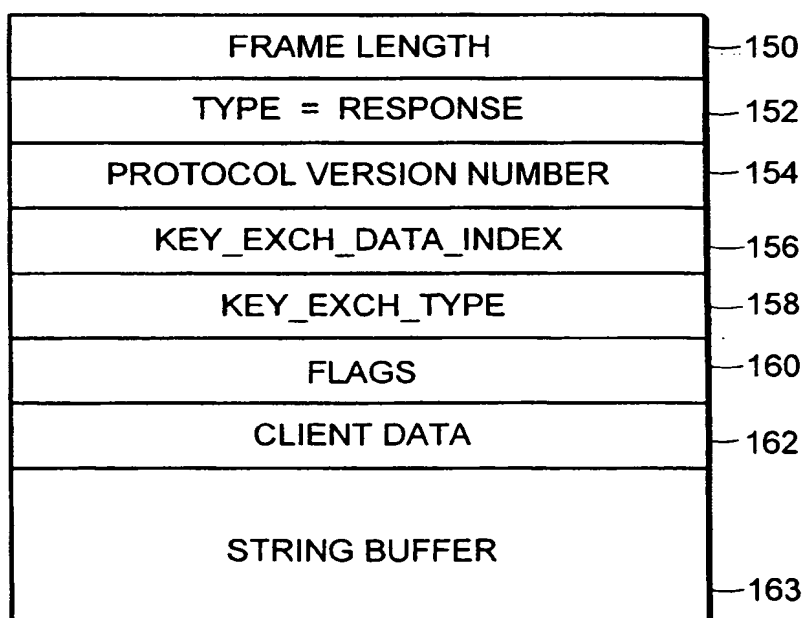 FRAME LENGTH 150
TYPE = RESPONSE 152
PROTOCOL VERSION NUMBER 154
KEY_EXCH_DATA_INDEX 156
KEY_EXCH_TYPE 158
FLAGS 160
CLIENT DATA 162
STRING BUFFER
163